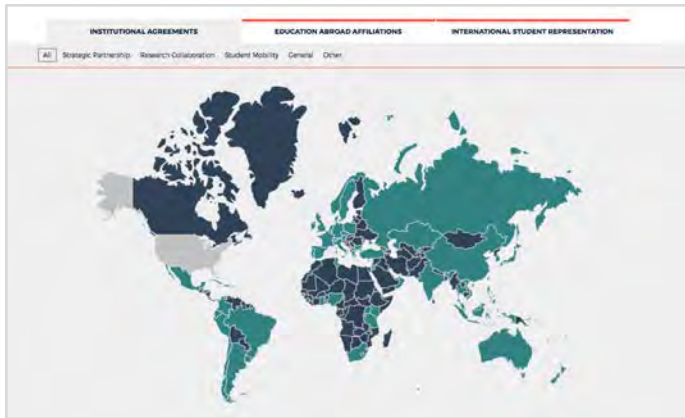 INSTITUTIONAL AGREEMENTS EDUCATION ABROAD AFFILIATIONS INTERNATIONAL STUDENT REPRESENTATION
All Strategic Partnership Research Collaboration Student Mobility General Other